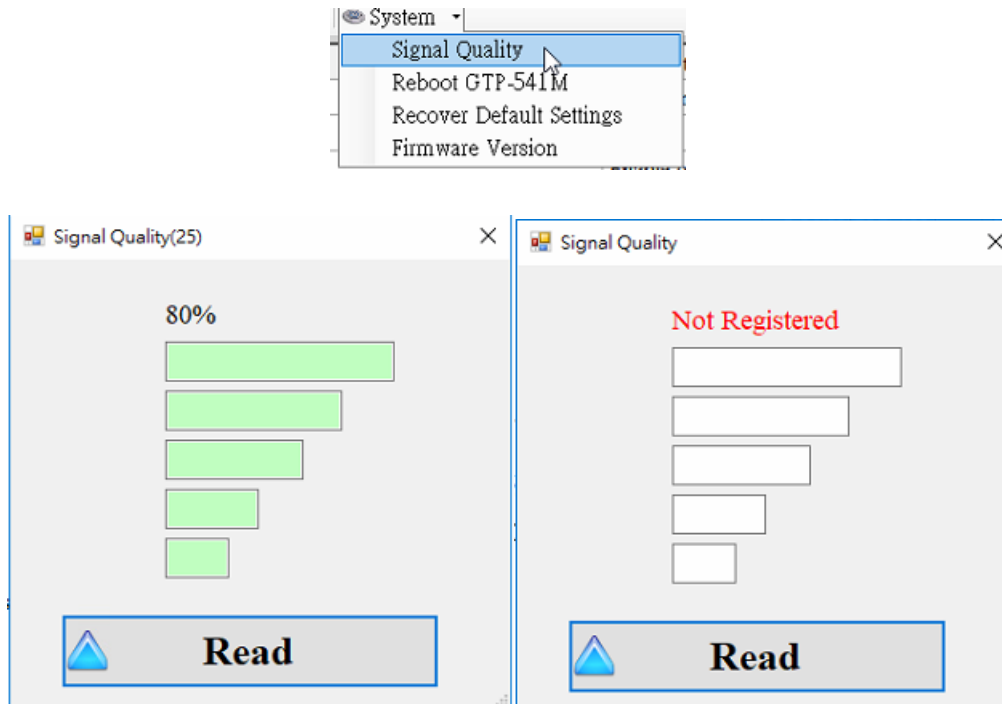 System
Signal Quality
Reboot GTP-541M
Recover Default Settings
Firmware Version
Signal Quality(25)
80%
Read
Signal Quality
Not Registered
Read